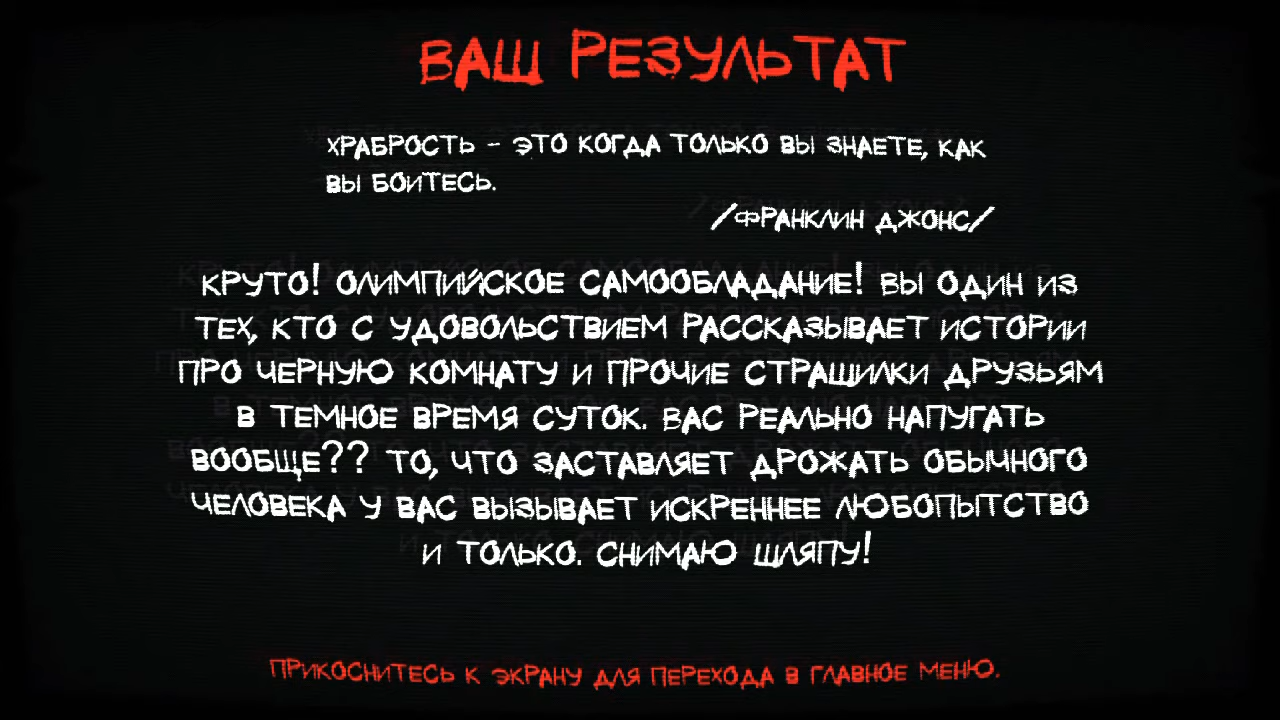 ВАШ РЕЗУЛЬТАТ
ХРАБРОСТЬ - ЭТО КОГДА ТОЛЬКО ВЫ ЗНАЕТЕ, КАК
ВЫ БОИТЕСЬ.
/ФРАНКЛИН ДЖОНС/
КРУТО! ОЛИМПИЙСКОЕ САМООБЛАДАНИЕ! ВЫ ОДИН ИЗ
ТЕХ, КТО С УДОВОЛЬСТВИЕМ РАССКАЗЫВАЕТ ИСТОРИИ
ПРО ЧЕРНУЮ КОМНАТУ И ПРОЧИЕ СТРАШИЛКИ ДРУЗЬЯМ
В ТЕМНОЕ ВРЕМЯ СУТОК. ВАС РЕАЛЬНО НАПУГАТЬ
ВООБЩЕ?? ТО, ЧТО ЗАСТАВЛЯЕТ ДРОЖАТЬ ОБЫЧНОГО
ЧЕЛОВЕКА У ВАС ВЫЗЫВАЕТ ИСКРЕННЕЕ ЛЮБОПЫТСТВО
И ТОЛЬКО. СНИМАЮ ШЛЯПУ!
ПРИКОСНИТЕСЬ К ЭКРАНУ ДЛЯ ПЕРЕХОДА В ГЛАВНОЕ МЕНЮ.